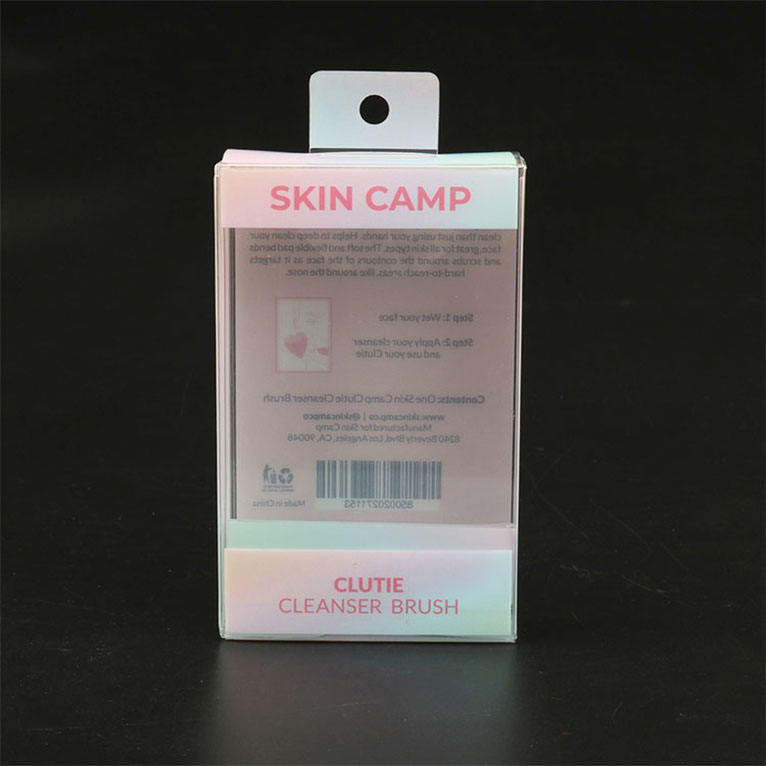 SKIN CAMP
clean than just using your hands. Helps to deep clean your
face, great for all skin types. The soft and flexible pad bends
and scrubs around the contours of the face as it targets
hard-to-reach areas, like around the nose.
Step 1: Wet your face
Step 2: Apply your cleanser
and use your Clutie
Contents: One Skin Camp Clutie Cleanser Brush
www.skincamp.co | @skincampco
Manufactured for Skin Camp
8240 Beverly Blvd, Los Angeles, CA, 90048
850020271153
Made in China
CLUTIE
CLEANSER BRUSH